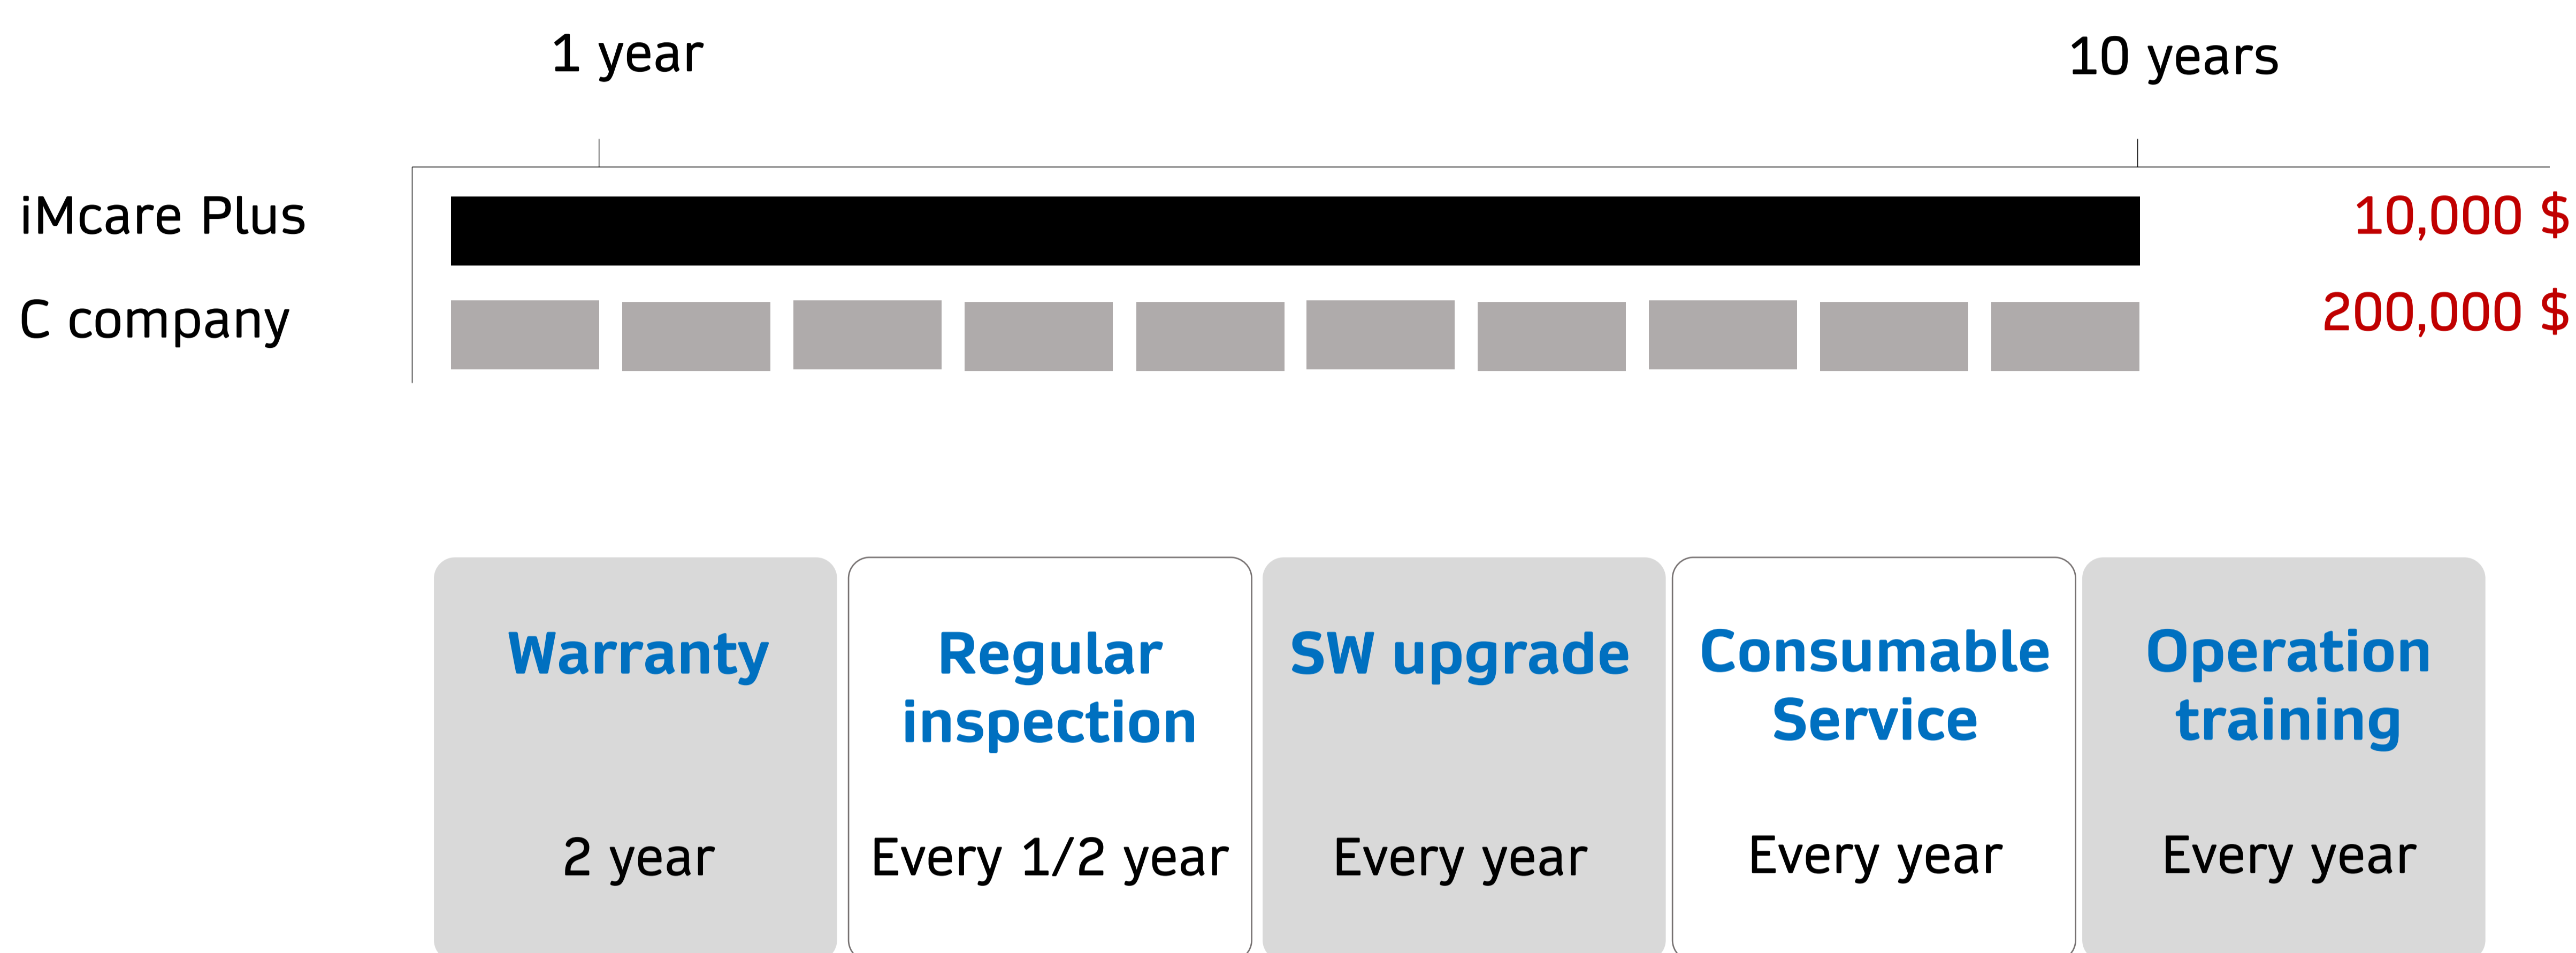 1 year
10 years
iMcare Plus
10,000 $
C company
200,000 $
Warranty
2 year
Regular
inspection
Every 1/2 year
SW upgrade
Every year
Consumable
Service
Every year
Operation
training
Every year